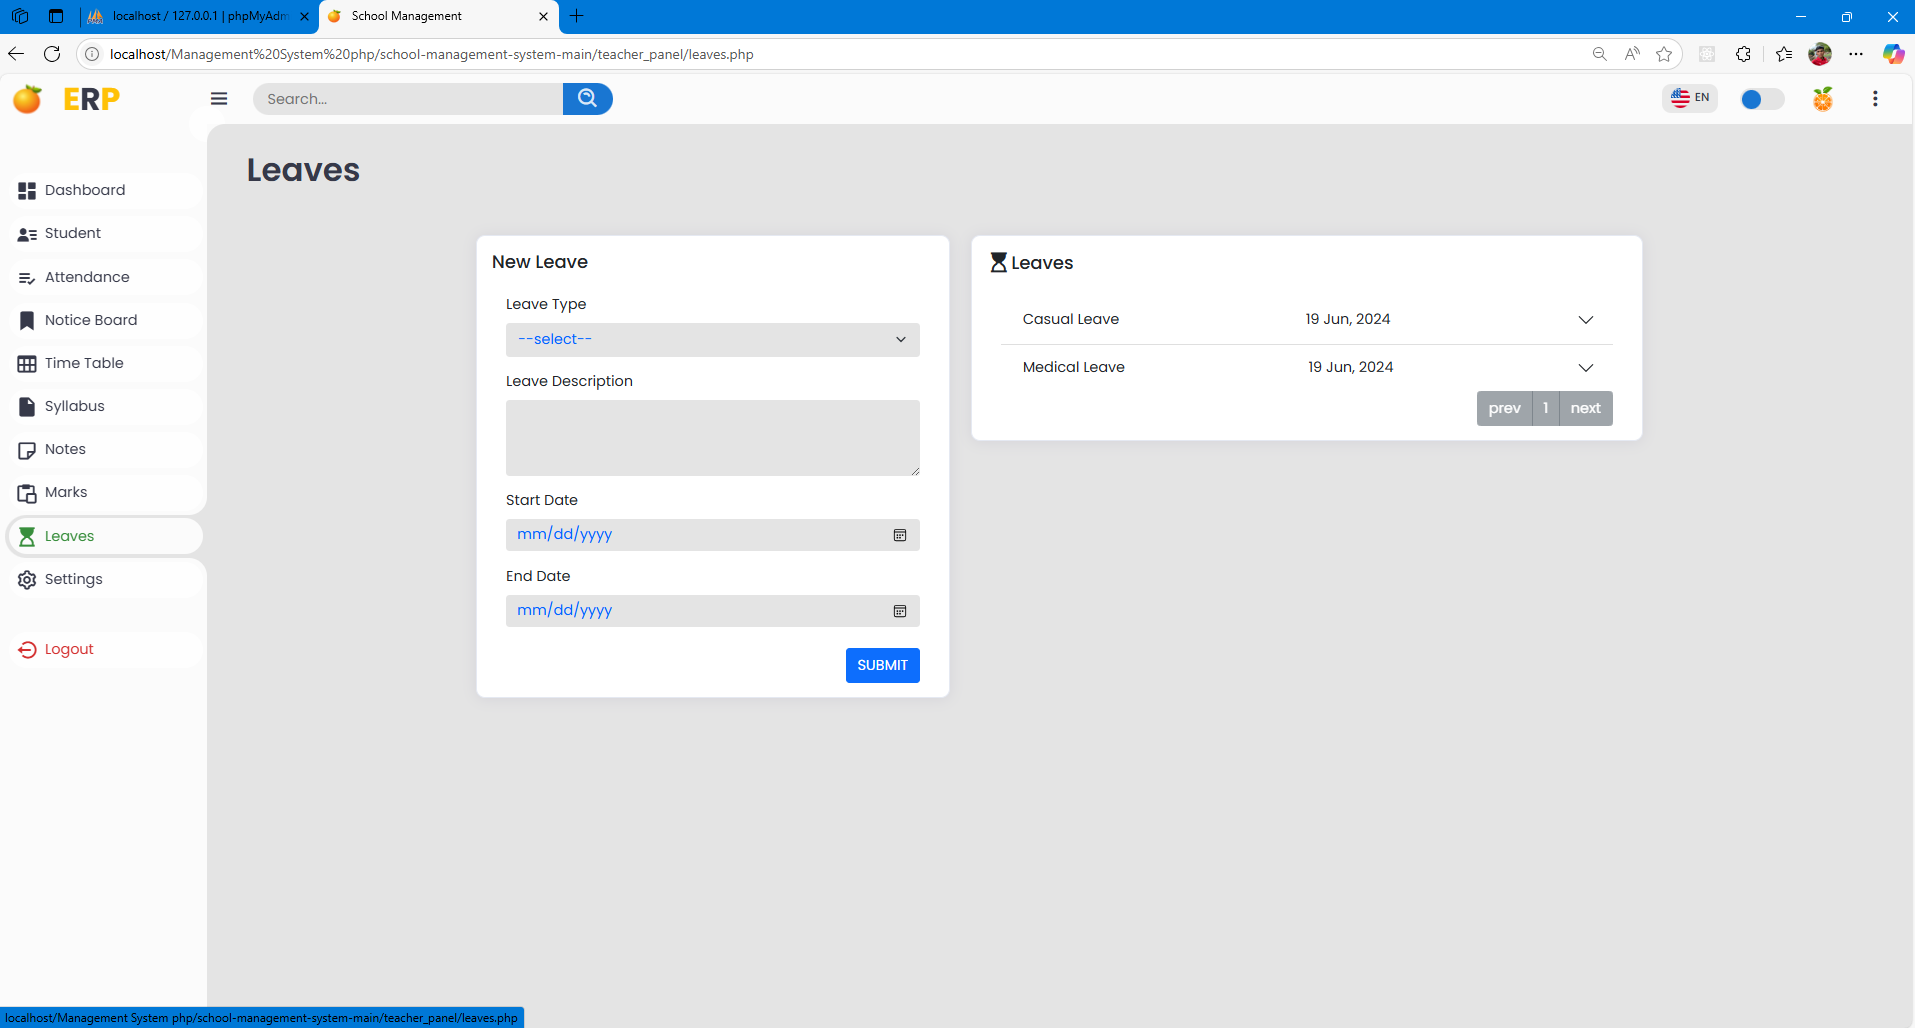 localhost / 127.0.0.1 | phpMyAdm
School Management
localhost/Management%20System%20php/school-management-system-main/teacher_panel/leaves.php
ERP
Search...
EN
Leaves
Dashboard
Student
Attendance
Notice Board
Time Table
Syllabus
Notes
Marks
Leaves
Settings
Logout
New Leave
Leave Type
--select--
Leave Description
Start Date
mm/dd/yyyy
End Date
mm/dd/yyyy
SUBMIT
Leaves
Casual Leave 19 Jun, 2024
Medical Leave 19 Jun, 2024
prev 1 next
localhost/Management System php/school-management-system-main/teacher_panel/leaves.php